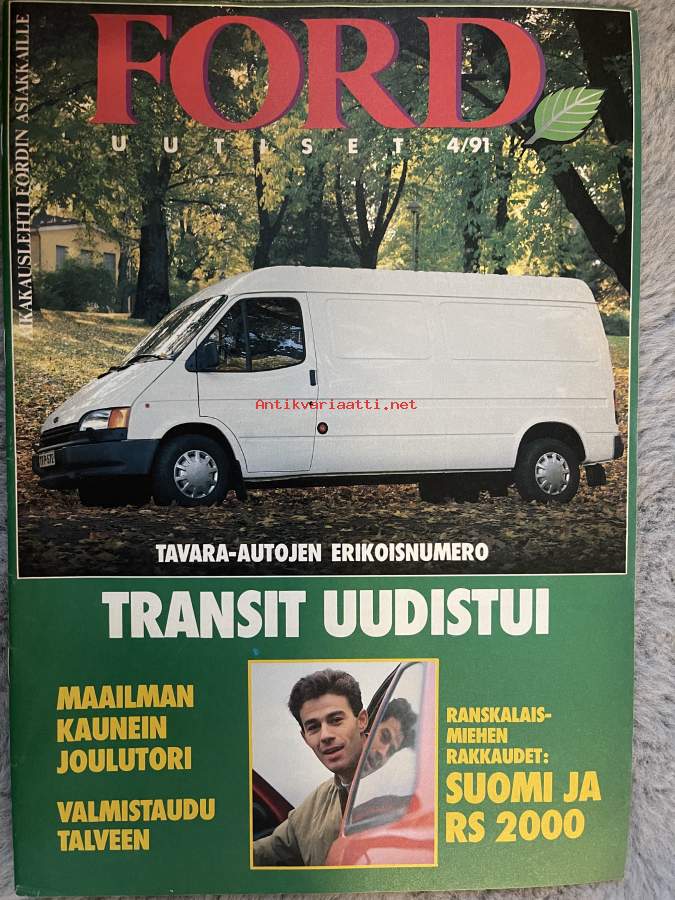 FORD
UUTISET 4/91
AIKAKAUSLEHTI FORDIN ASIAKKAILLE
Antikvariaatti.net
TAVARA-AUTOJEN ERIKOISNUMERO
TRANSIT UUDISTUI
MAAILMAN
KAUNEIN
JOULUTORI
VALMISTAUDU
TALVEEN
RANSKALAIS-
MIEHEN
RAKKAUDET:
SUOMI JA
RS 2000